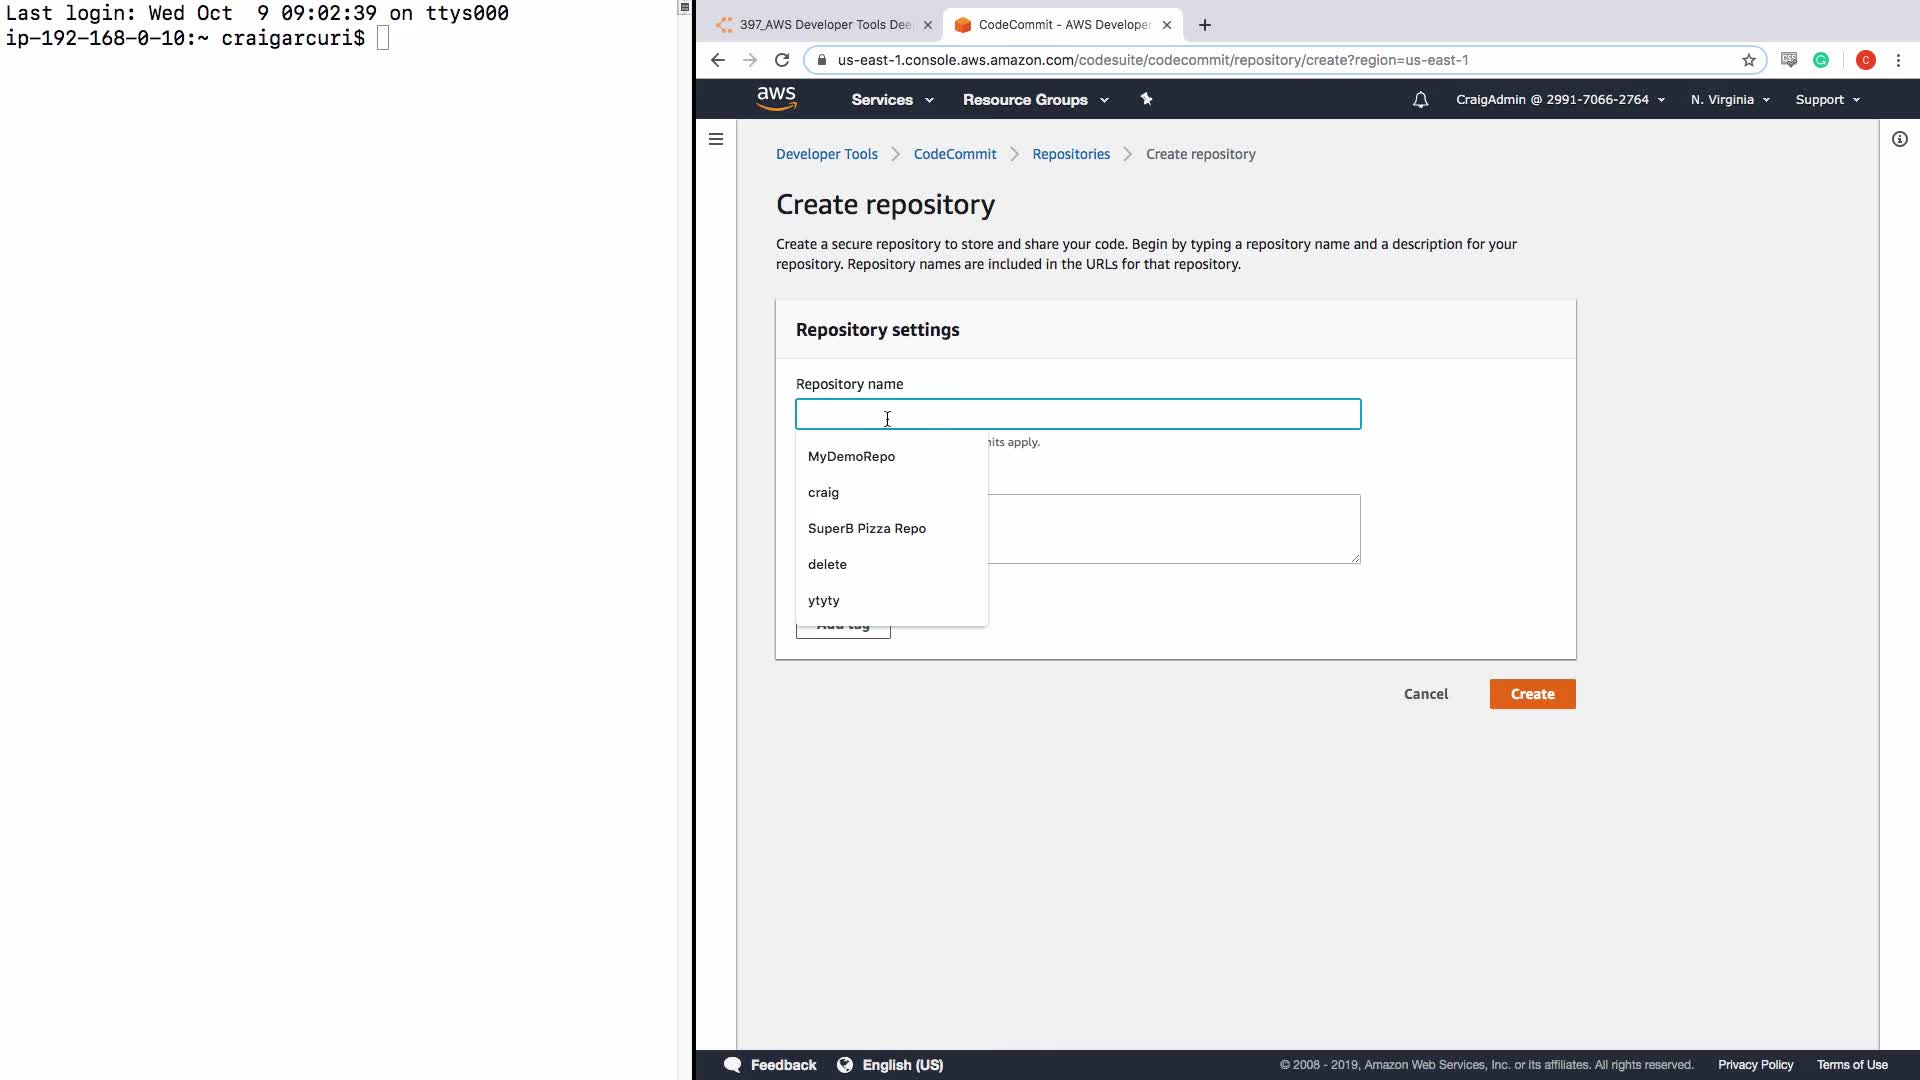 Last login: Wed Oct  9 09:02:39 on ttys000
ip-192-168-0-10:~ craigarcuri$
397_AWS Developer Tools Dee
CodeCommit - AWS Developer
us-east-1.console.aws.amazon.com/codesuite/codecommit/repository/create?region=us-east-1
C
aws
Services
Resource Groups
CraigAdmin @ 2991-7066-2764
N. Virginia
Support
Developer Tools
CodeCommit
Repositories
Create repository
Create repository
Create a secure repository to store and share your code. Begin by typing a repository name and a description for your
repository. Repository names are included in the URLs for that repository.
Repository settings
Repository name
apply.
MyDemoRepo
craig
SuperB Pizza Repo
delete
ytyty
Add tag
Cancel
Create
Feedback
English (US)
© 2008 - 2019, Amazon Web Services, Inc. or its affiliates. All rights reserved.
Privacy Policy
Terms of Use